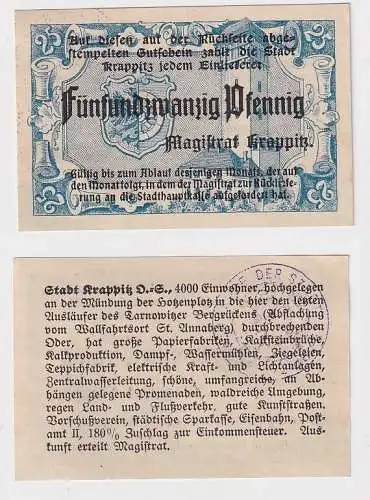 Auf diesen auf der Rückseite abge-
stempelten Gutschein zahlt die Stadt
Krappitz jedem Einlieferer
Fünfundzwanzig Pfennig
Magistrat Krappitz.
Gültig bis zum Ablauf desjenigen Monats, der auf
den Monat folgt, in dem der Magistrat zur Rücklieferung
an die Stadthauptkasse aufgefordert hat.
Stadt Krappitz O.-S., 4000 Einwohner, hochgelegen
an der Mündung der Hotzenplotz in die hier den letzten
Ausläufer des Tarnowitzer Bergrückens (Abflachung
vom Wallfahrtsort St. Annaberg) durchbrechenden
Oder, hat große Papierfabriken, Kalksteinbrüche,
Kalkproduktion, Dampf-, Wassermühlen, Ziegeleien,
Teppichfabrik, elektrische Kraft- und Lichtanlagen,
Zentralwasserleitung, schöne, umfangreiche, an Ab-
hängen gelegene Promenaden, waldreiche Umgebung,
regen Land- und Flußverkehr, gute Kunststraßen,
Vorschußverein, städtische Sparkasse, Eisenbahn, Post-
amt II, 180% Zuschlag zur Einkommensteuer. Aus-
kunft erteilt Magistrat.
DER ST